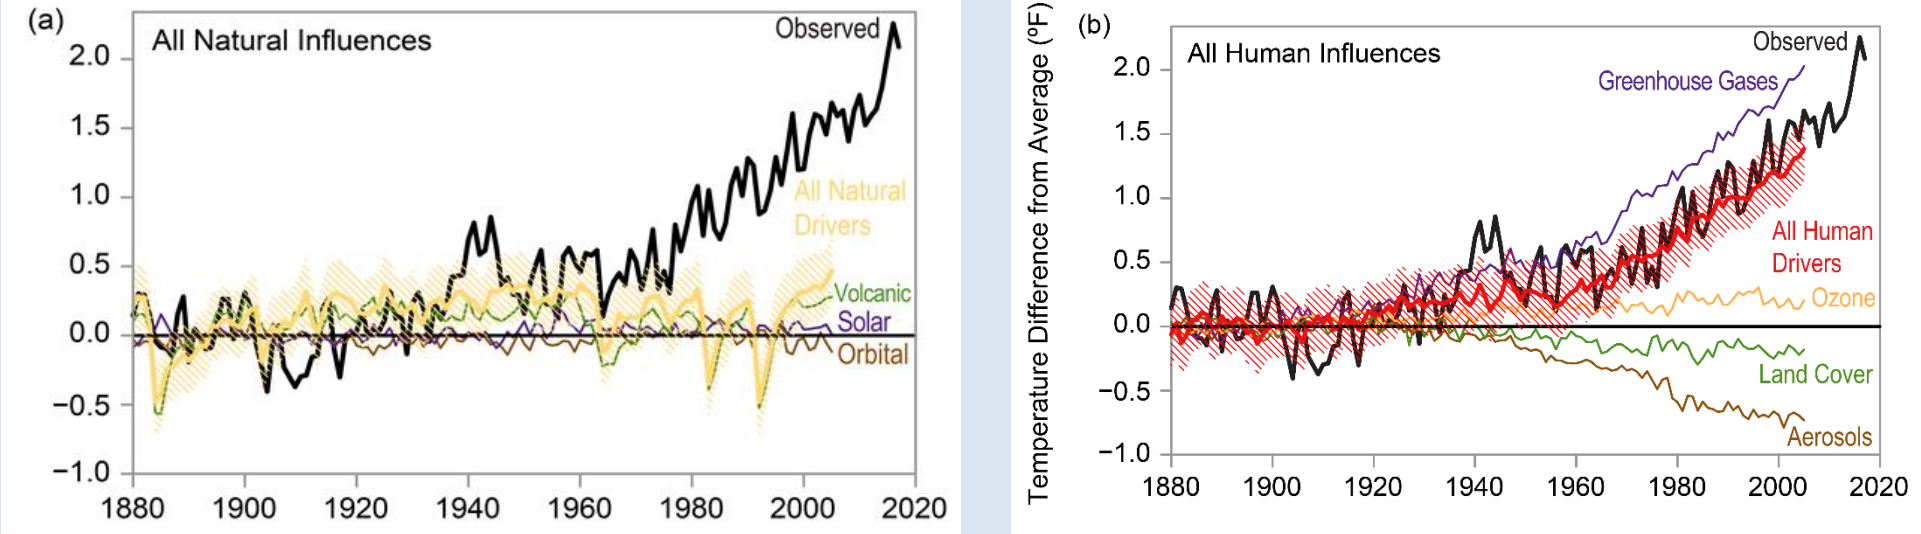 (a)
All Natural Influences
Observed
2.0
1.5
1.0
0.5
0.0
−0.5
−1.0
All Natural
Drivers
Volcanic
Solar
Orbital
1880 1900 1920 1940 1960 1980 2000 2020
Temperature Difference from Average (ºF)
(b)
All Human Influences
Observed
Greenhouse Gases
2.0
1.5
1.0
0.5
0.0
−0.5
−1.0
All Human
Drivers
Ozone
Land Cover
Aerosols
1880 1900 1920 1940 1960 1980 2000 2020